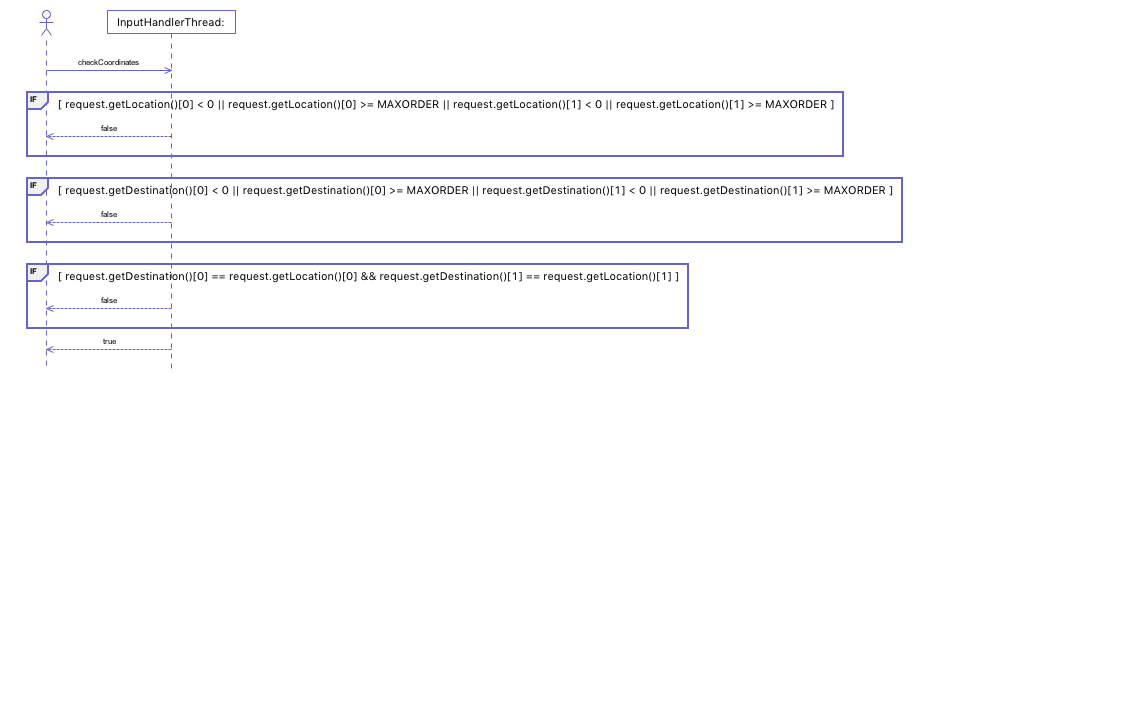 InputHandlerThread:
checkCoordinates
IF
[ request.getLocation()[0] < 0 || request.getLocation()[0] >= MAXORDER || request.getLocation()[1] < 0 || request.getLocation()[1] >= MAXORDER ]
false
IF
[ request.getDestination()[0] < 0 || request.getDestination()[0] >= MAXORDER || request.getDestination()[1] < 0 || request.getDestination()[1] >= MAXORDER ]
false
IF
[ request.getDestination()[0] == request.getLocation()[0] && request.getDestination()[1] == request.getLocation()[1] ]
false
true